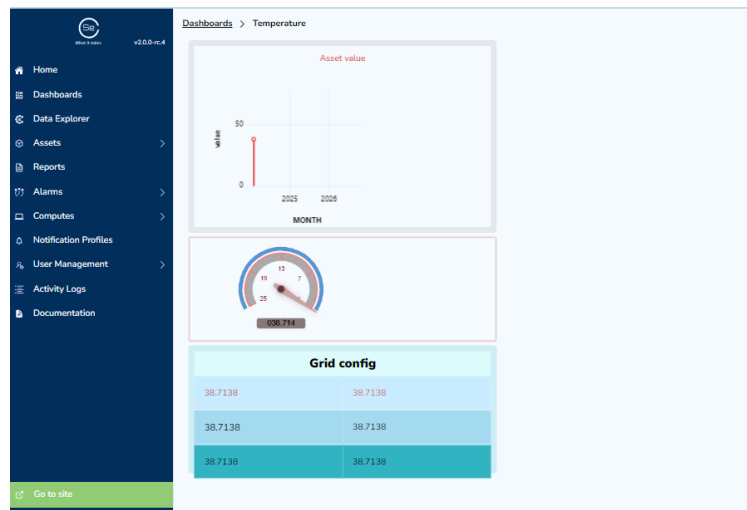 Se
v2.0.0-rc.4
Home
Dashboards
Data Explorer
Assets
Reports
Alarms
Computes
Notification Profiles
User Management
Activity Logs
Documentation
Go to site
Dashboards > Temperature
Asset value
value
50
0
2025 2026
MONTH
13
19 7
25
038.714
Grid config
38.7138 38.7138
38.7138 38.7138
38.7138 38.7138